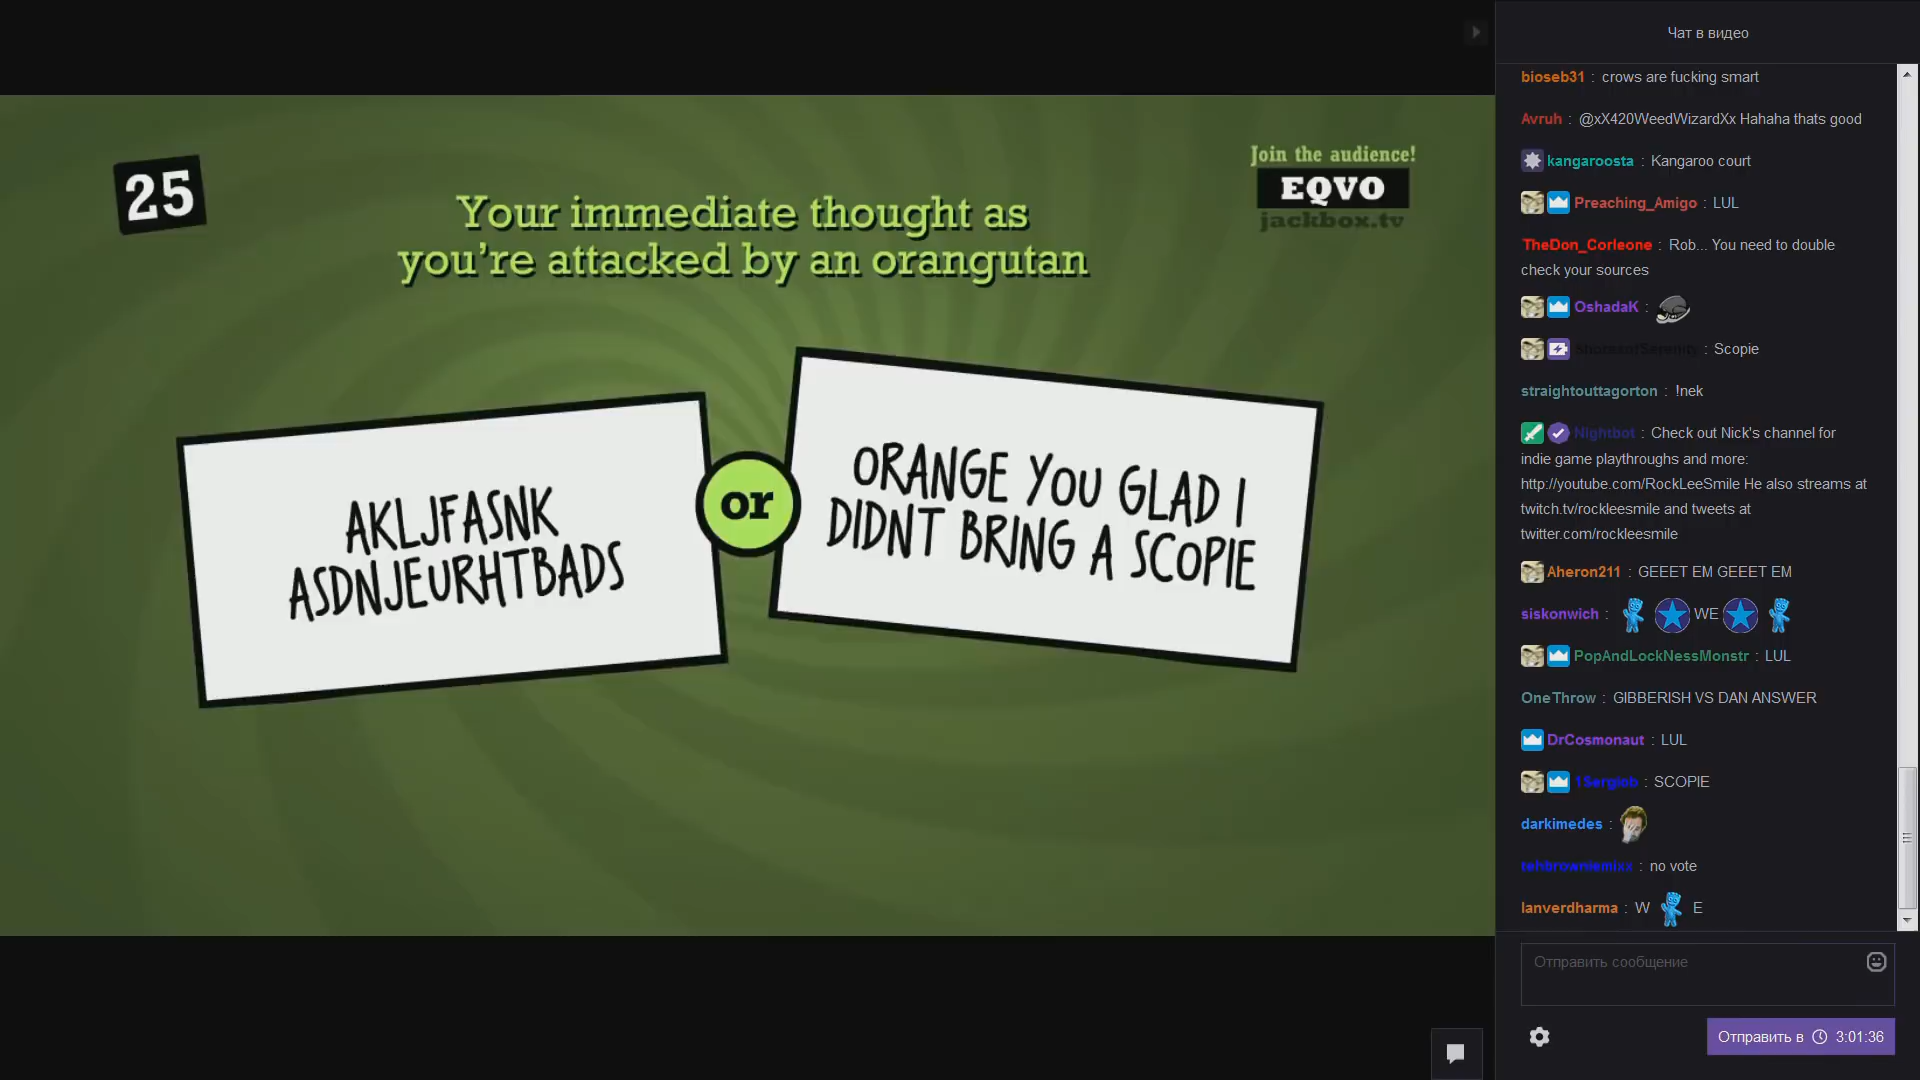 25
Your immediate thought as
you're attacked by an orangutan
Join the audience!
EQVO
jackbox.tv
AKLJFASNK
ASDNJEURHTBADS
or
ORANGE YOU GLAD I
DIDNT BRING A SCOPIE
Чат в видео
bioseb31 : crows are fucking smart
Avruh : @xX420WeedWizardXx Hahaha thats good
kangaroosta : Kangaroo court
Preaching_Amigo : LUL
TheDon_Corleone : Rob... You need to double
check your sources
OshadaK :
: Scopie
straightouttagorton : !nek
Nightbot : Check out Nick's channel for
indie game playthroughs and more:
http://youtube.com/RockLeeSmile He also streams at
twitch.tv/rockleesmile and tweets at
twitter.com/rockleesmile
Aheron211 : GEEET EM GEEET EM
siskonwich : WE
PopAndLockNessMonstr : LUL
OneThrow : GIBBERISH VS DAN ANSWER
DrCosmonaut : LUL
1Sergiob : SCOPIE
darkimedes :
tehbrowniemixx : no vote
lanverdharma : W E
Отправить сообщение
Отправить в 3:01:36